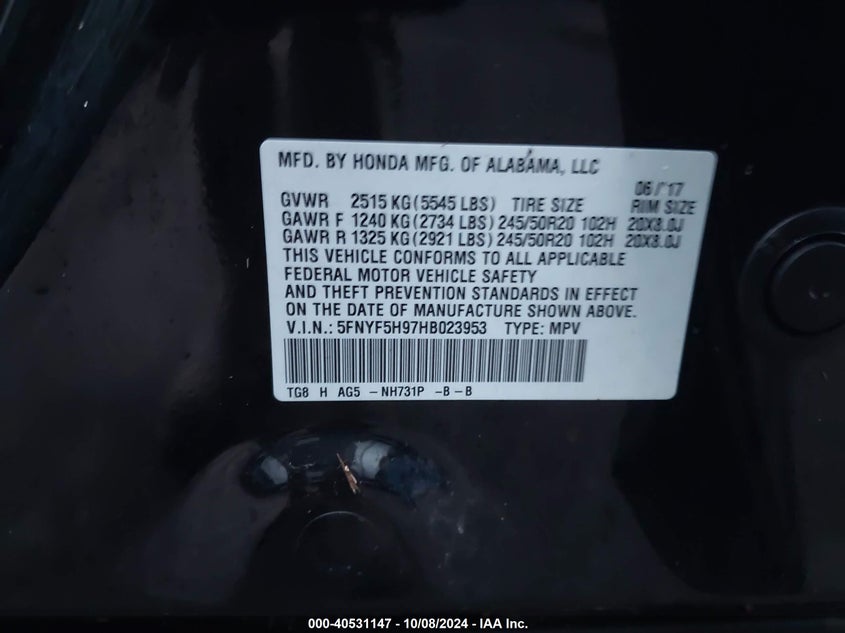 MFD. BY HONDA MFG. OF ALABAMA, LLC
06/'17
GVWR 2515 KG (5545 LBS) TIRE SIZE RIM SIZE
GAWR F 1240 KG (2734 LBS) 245/50R20 102H 20X8.0J
GAWR R 1325 KG (2921 LBS) 245/50R20 102H 20X8.0J
THIS VEHICLE CONFORMS TO ALL APPLICABLE
FEDERAL MOTOR VEHICLE SAFETY
AND THEFT PREVENTION STANDARDS IN EFFECT
ON THE DATE OF MANUFACTURE SHOWN ABOVE.
V.I.N.: 5FNYF5H97HB023953 TYPE: MPV
TG8 H AG5 -NH731P -B -B
000-40531147 - 10/08/2024 - IAA Inc.